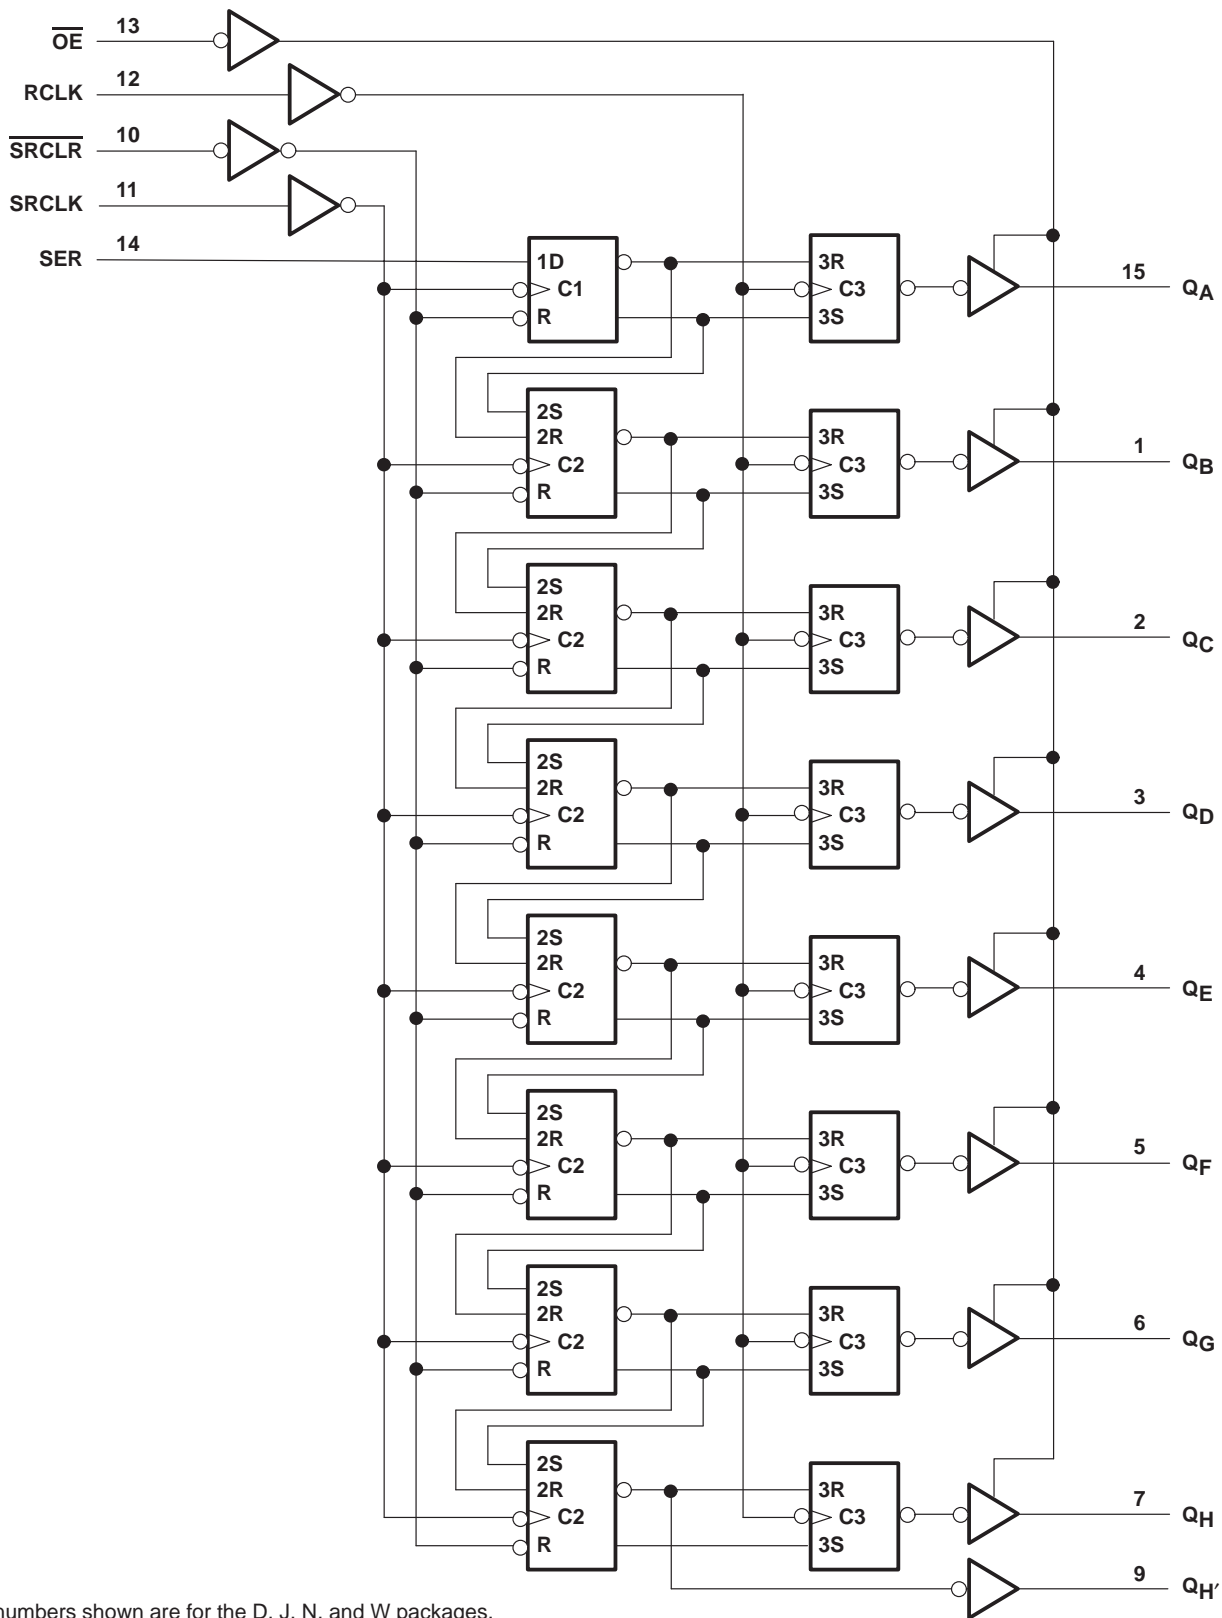 OE 13
RCLK 12
SRCLR 10
SRCLK 11
SER 14
1D
C1
R
3R
C3
3S
15 QA
2S
2R
C2
R
3R
C3
3S
1 QB
2S
2R
C2
R
3R
C3
3S
2 QC
2S
2R
C2
R
3R
C3
3S
3 QD
2S
2R
C2
R
3R
C3
3S
4 QE
2S
2R
C2
R
3R
C3
3S
5 QF
2S
2R
C2
R
3R
C3
3S
6 QG
2S
2R
C2
R
3R
C3
3S
7 QH
9 QH′
numbers shown are for the D, J, N, and W packages.